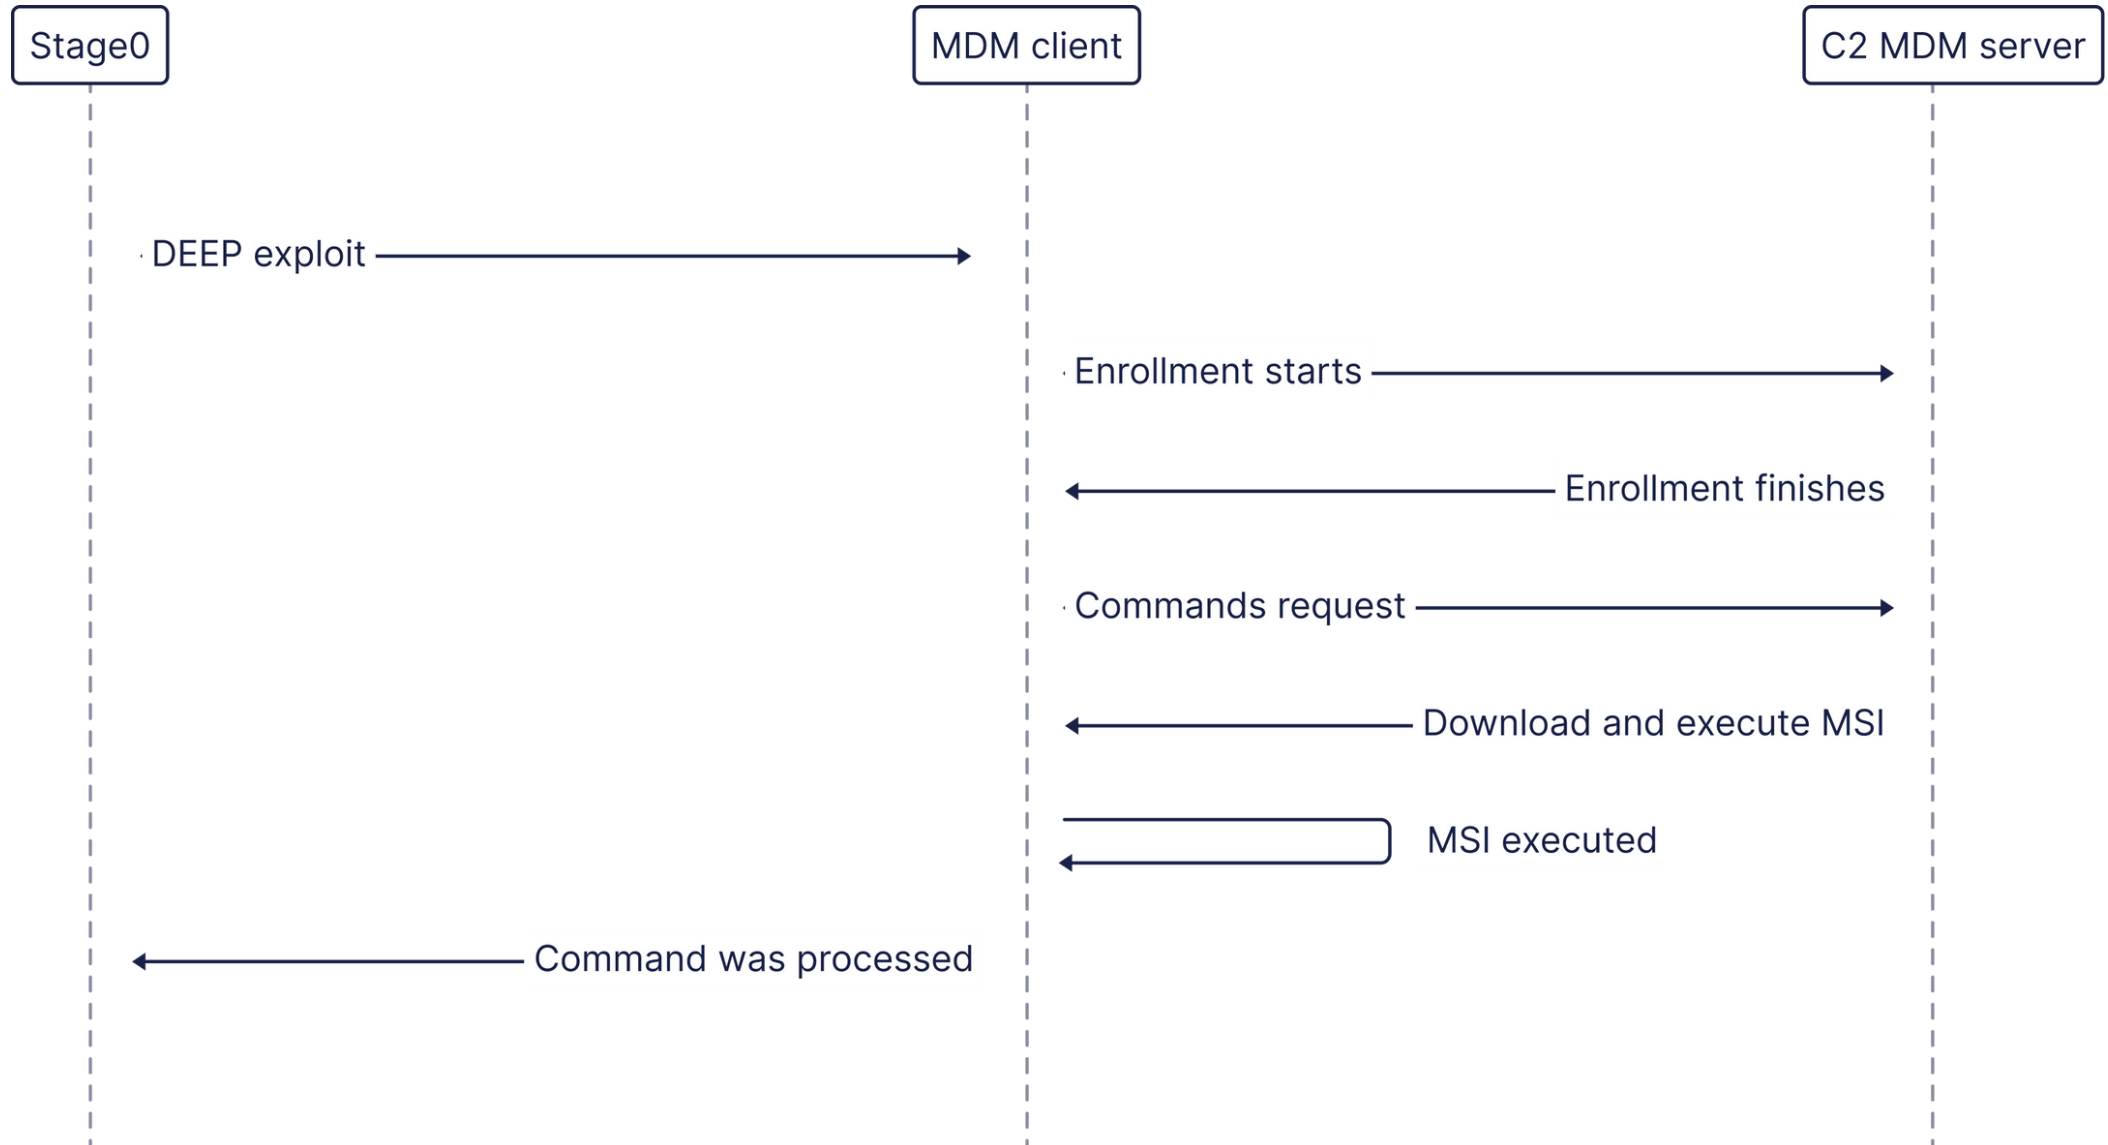 Stage0
MDM client
C2 MDM server
DEEP exploit
Enrollment starts
Enrollment finishes
Commands request
Download and execute MSI
MSI executed
Command was processed